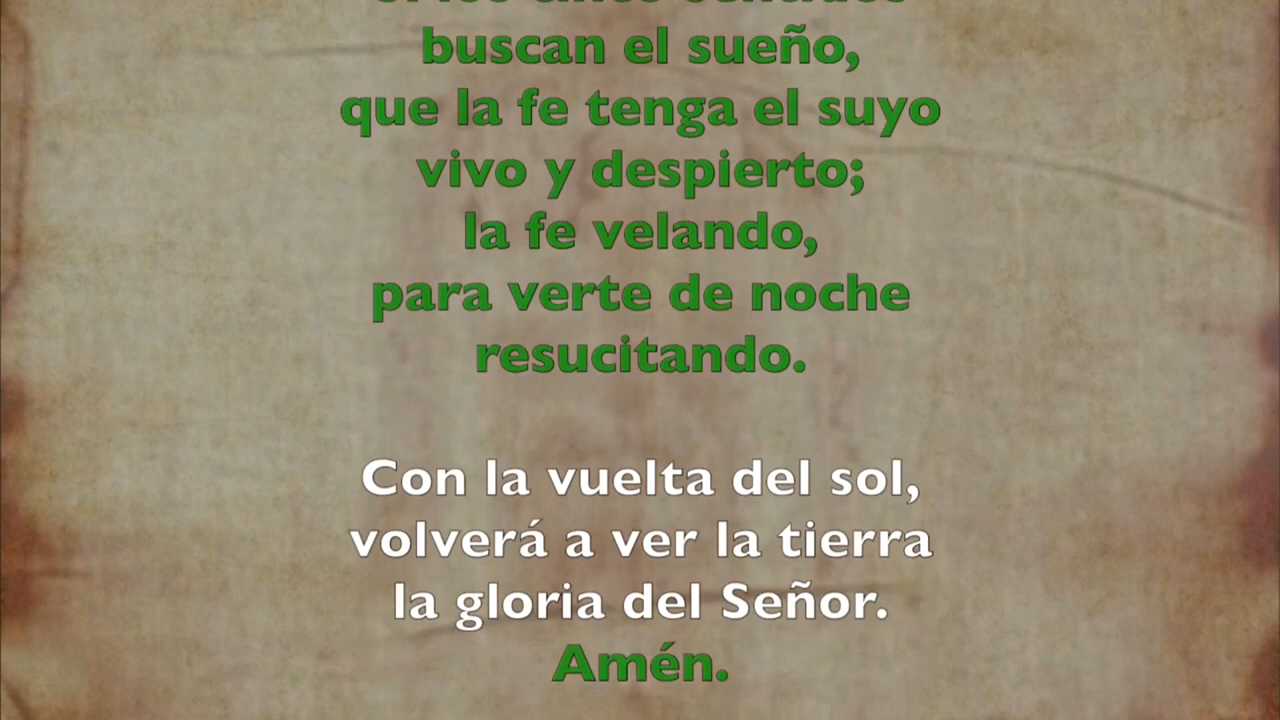 buscan el sueño,
que la fe tenga el suyo
vivo y despierto;
la fe velando,
para verte de noche
resucitando.
Con la vuelta del sol,
volverá a ver la tierra
la gloria del Señor.
Amén.